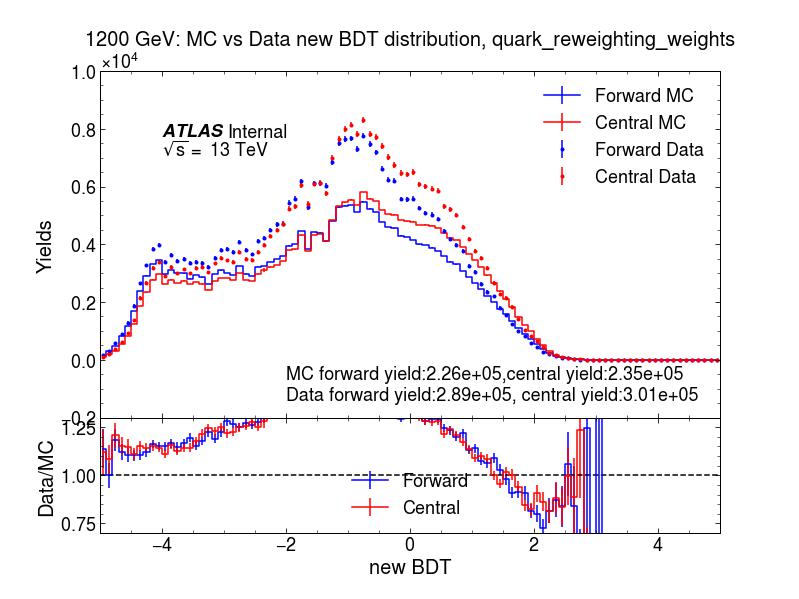 1200 GeV: MC vs Data new BDT distribution, quark_reweighting_weights
×10⁴
1.0
0.8
0.6
0.4
0.2
0.0
0.2
Yields
ATLAS Internal
√s = 13 TeV
Forward MC
Central MC
Forward Data
Central Data
MC forward yield:2.26e+05,central yield:2.35e+05
Data forward yield:2.89e+05, central yield:3.01e+05
1.25
1.00
0.75
Data/MC
Forward
Central
−4 −2 0 2 4
new BDT